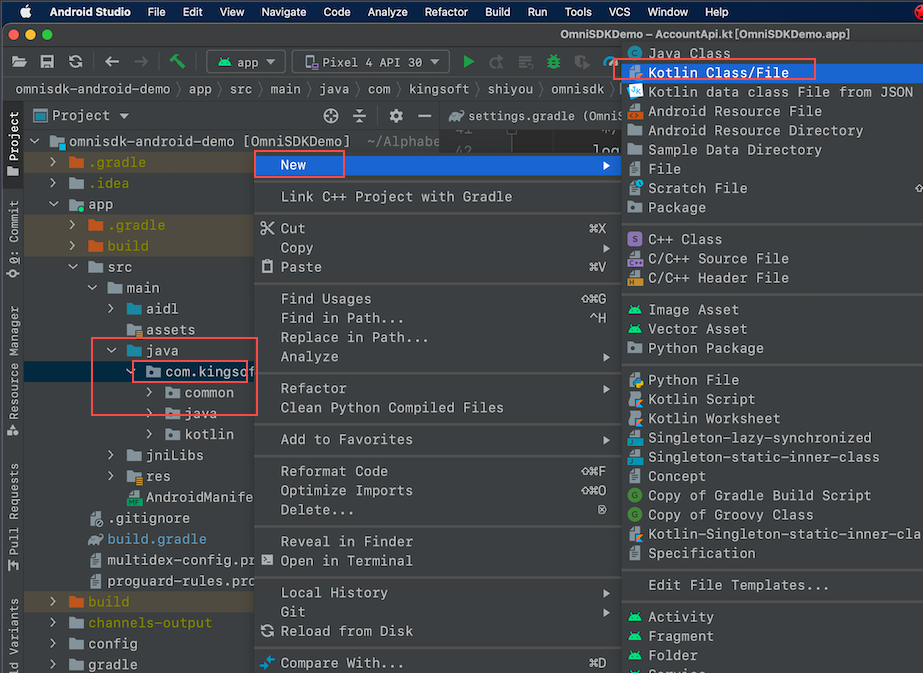 Android Studio File Edit View Navigate Code Analyze Refactor Build Run Tools VCS Window Help
OmniSDKDemo – AccountApi.kt [OmniSDKDemo.app]
app Pixel 4 API 30
omnisdk-android-demo app src main java com kingsoft shiyou omnisdk
Project
settings.gradle (Omni
Project
0: Commit
Resource Manager
Pull Requests
ld Variants
omnisdk-android-demo [OmniSDKDemo] ~/Alphabe
.gradle
.idea
app
.gradle
build
src
main
aidl
assets
java
com.kingsof
common
java
kotlin
jniLibs
res
AndroidManife
.gitignore
build.gradle
multidex-config.pr
proguard-rules.pro
build
channels-output
config
gradle
41 */
42 log
New
Link C++ Project with Gradle
Cut ⌘X
Copy
Paste ⌘V
Find Usages ⇧⌘G
Find in Path... ^H
Replace in Path...
Analyze
Refactor
Clean Python Compiled Files
Add to Favorites
Reformat Code ⇧⌘F
Optimize Imports ⇧⌘O
Delete... ⌦
Reveal in Finder
Open in Terminal
Local History
Git
Reload from Disk
Compare With... ⌘D
Java Class
Kotlin Class/File
Kotlin data class File from JSON
Android Resource File
Android Resource Directory
Sample Data Directory
File
Scratch File
Package
C++ Class
C/C++ Source File
C/C++ Header File
Image Asset
Vector Asset
Python Package
Python File
Kotlin Script
Kotlin Worksheet
Singleton-lazy-synchronized
Singleton-static-inner-class
Concept
Copy of Gradle Build Script
Copy of Groovy Class
Kotlin-Singleton-static-inner-cla
Specification
Edit File Templates...
Activity
Fragment
Folder